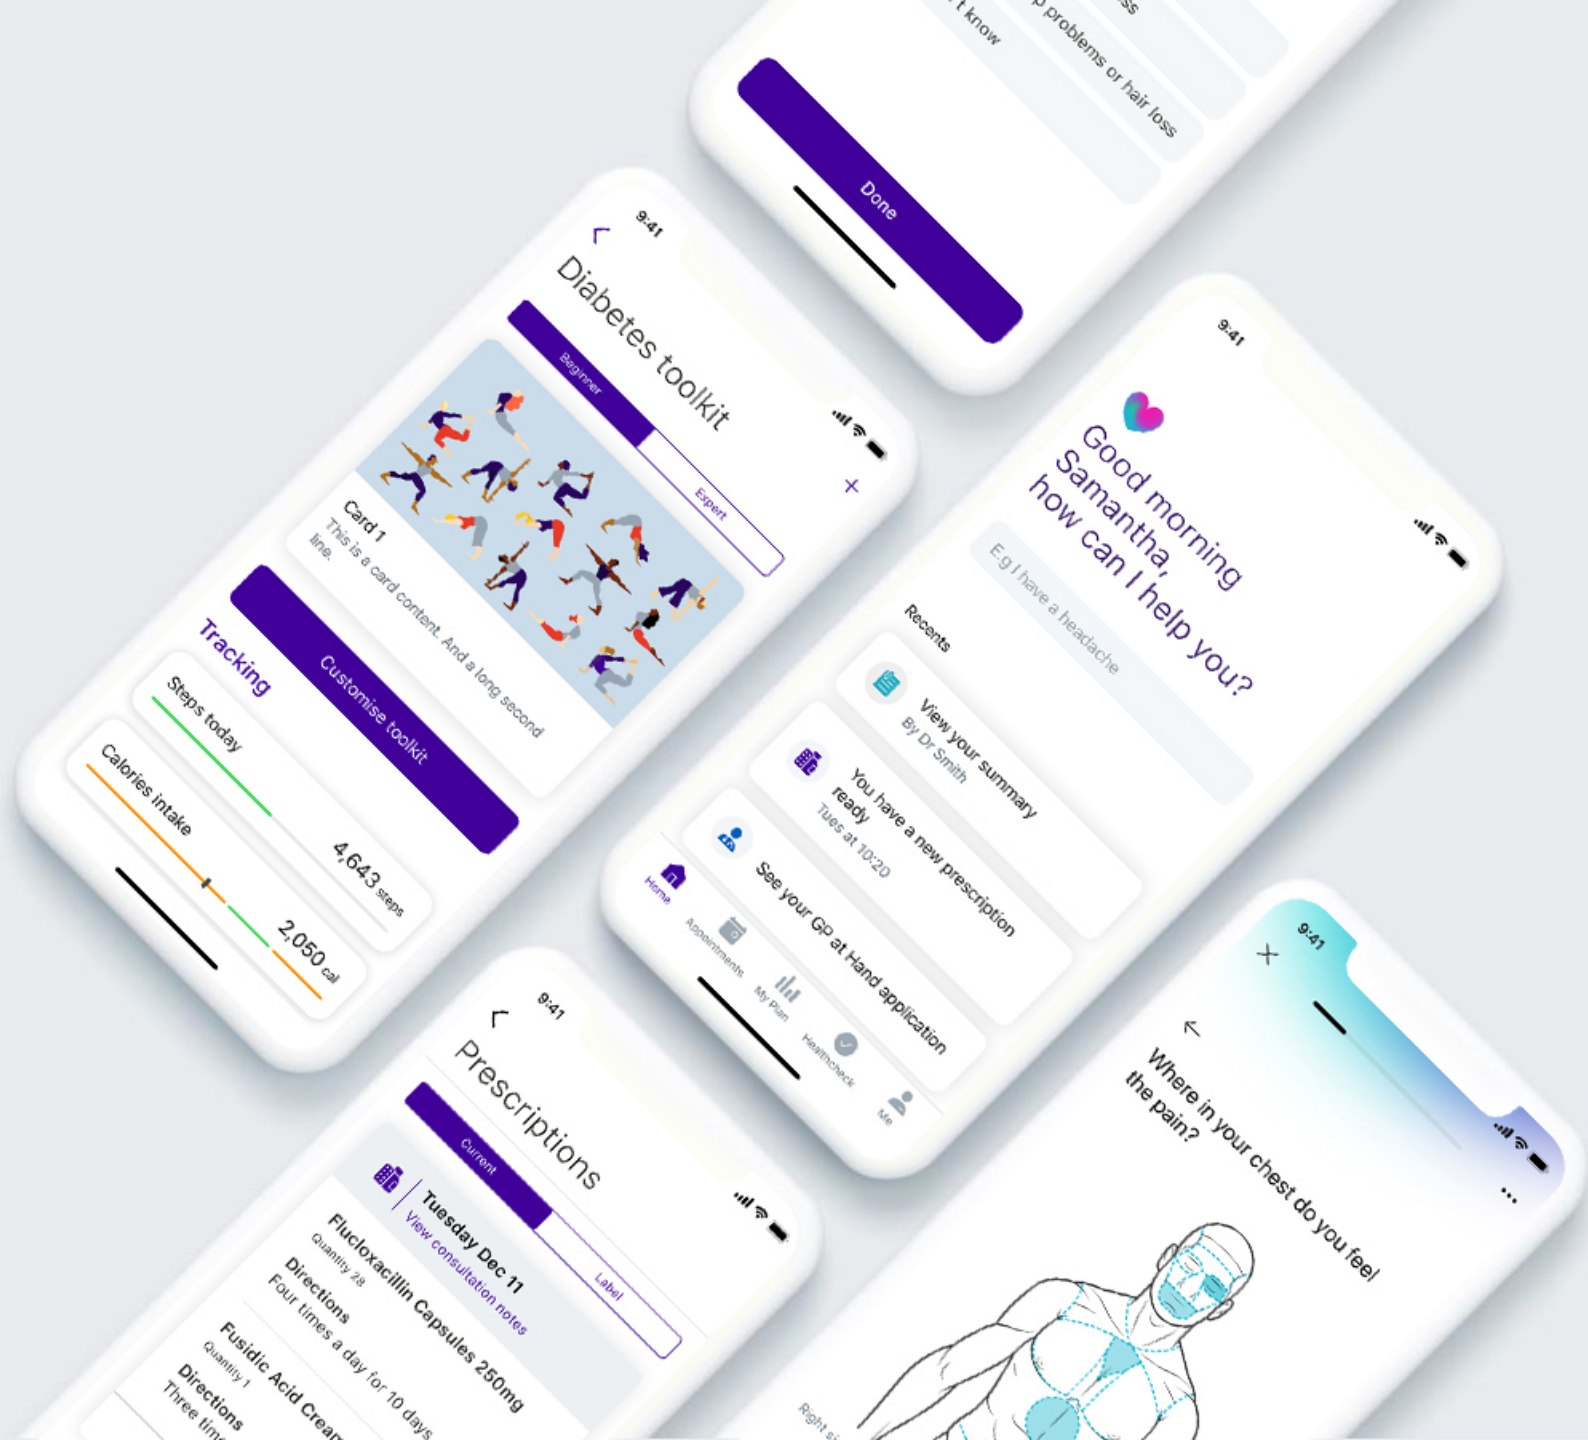 't know
p problems or hair loss
Done
9:41
Diabetes toolkit
Beginner
Expert
Card 1
This is a card content. And a long second
line.
Customise toolkit
Tracking
Steps today
4,643 steps
Calories intake
2,050 cal
9:41
Good morning
Samantha,
how can I help you?
E.g I have a headache
Recents
View your summary
By Dr Smith
You have a new prescription
ready
Tues at 10:20
See your GP at Hand application
Home
Appointments
My Plan
Healthcheck
Me
9:41
Prescriptions
Current
Label
Tuesday Dec 11
View consultation notes
Flucloxacillin Capsules 250mg
Quantity 28
Directions
Four times a day for 10 days
Fusidic Acid Cream
Quantity 1
Directions
Three time
9:41
Where in your chest do you feel
the pain?
Right si